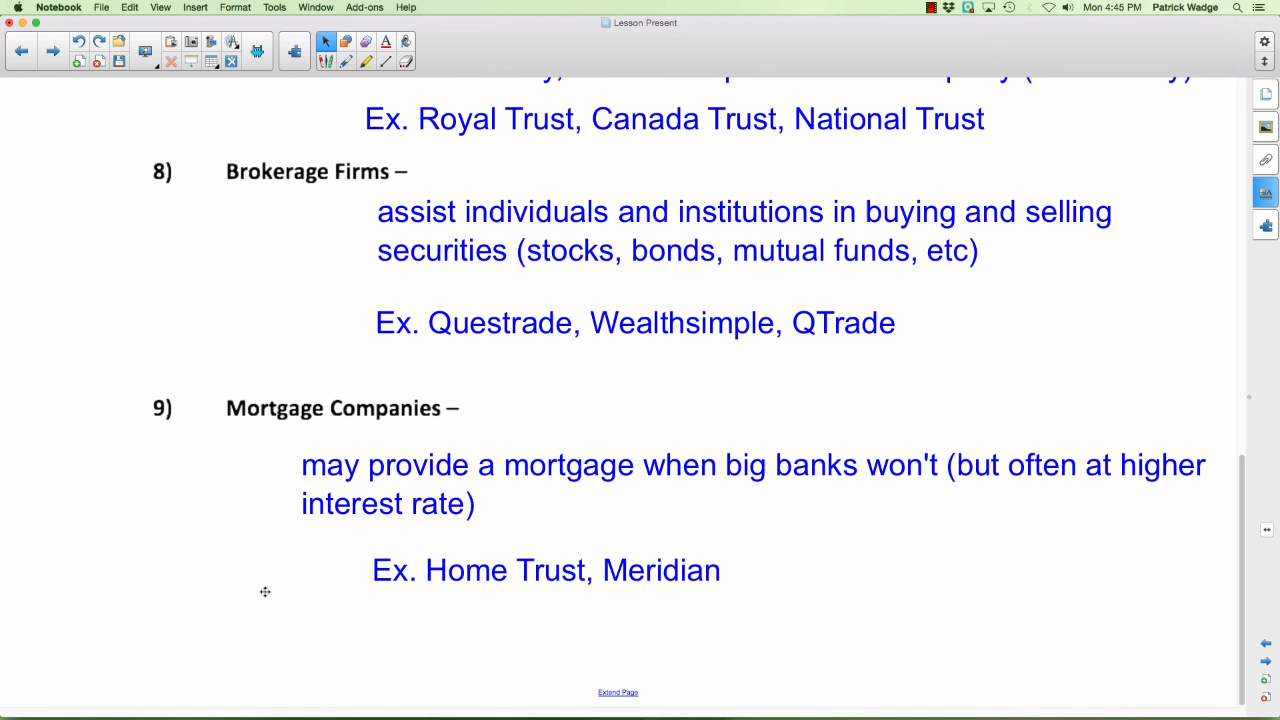 Notebook File Edit View Insert Format Tools Window Add-ons Help Mon 4:45 PM Patrick Wadge
Lesson Present
Ex. Royal Trust, Canada Trust, National Trust
8) Brokerage Firms –
assist individuals and institutions in buying and selling
securities (stocks, bonds, mutual funds, etc)
Ex. Questrade, Wealthsimple, QTrade
9) Mortgage Companies –
may provide a mortgage when big banks won't (but often at higher
interest rate)
Ex. Home Trust, Meridian
Extend Page